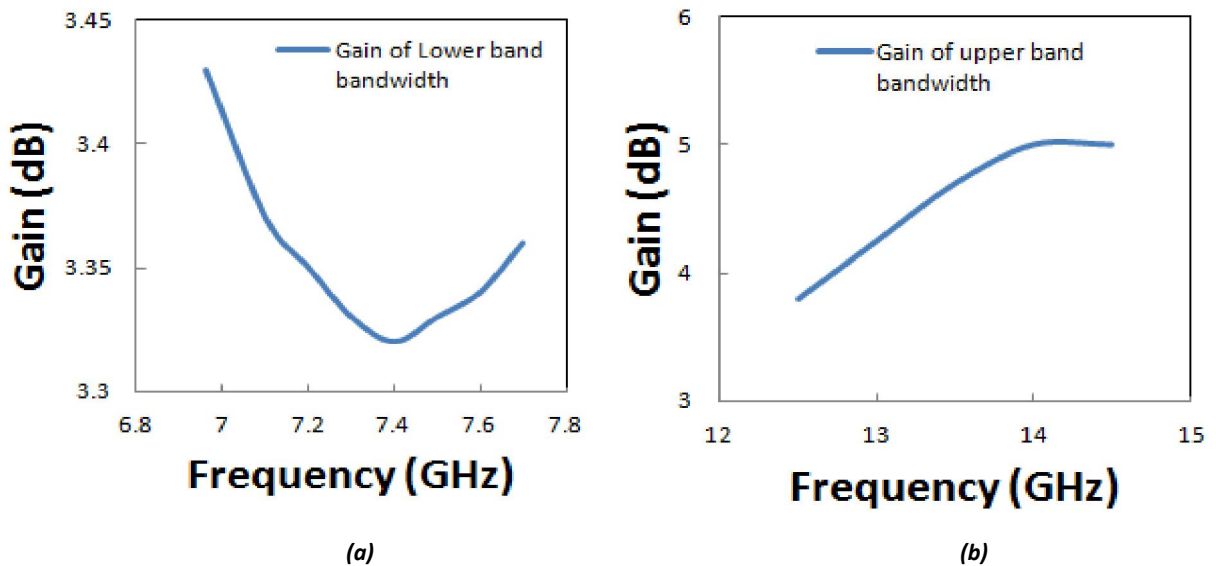 3.45
3.4
3.35
3.3
6.8
7
7.2
7.4
7.6
7.8
Gain (dB)
Frequency (GHz)
Gain of Lower band
bandwidth
(a)
6
5
4
3
12
13
14
15
Gain (dB)
Frequency (GHz)
Gain of upper band
bandwidth
(b)